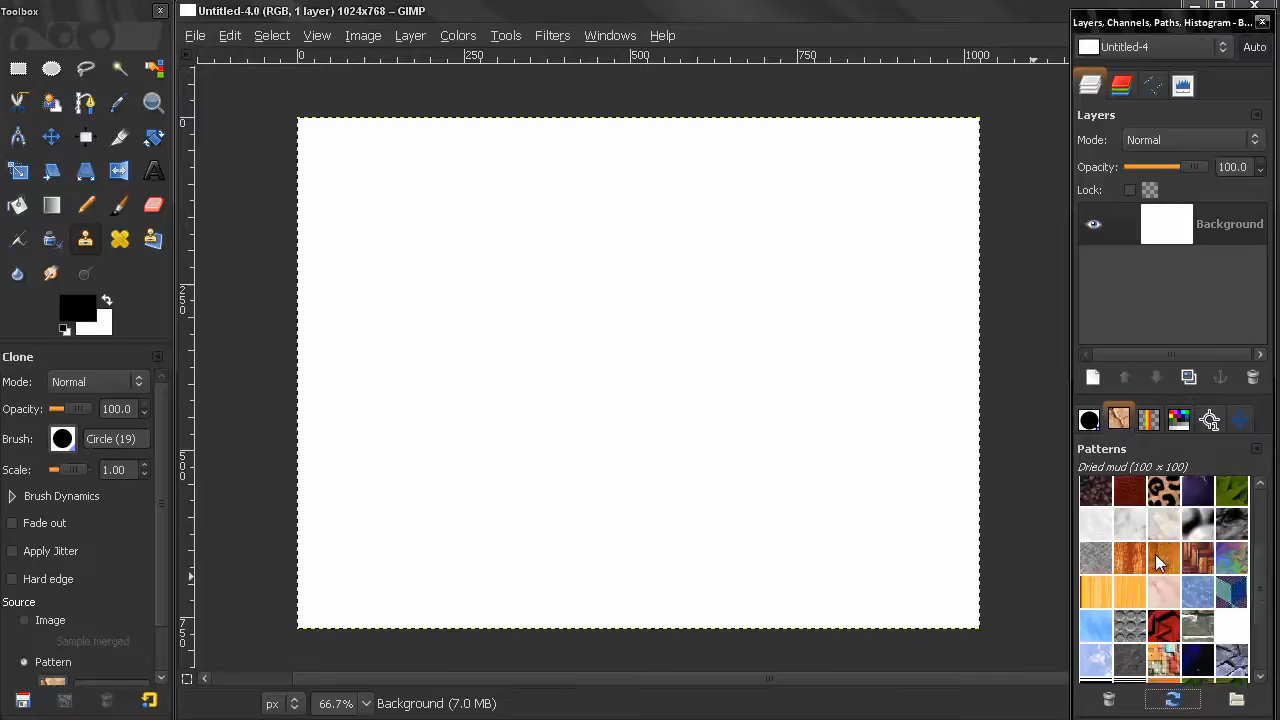 Toolbox
Untitled-4.0 (RGB, 1 layer) 1024x768 – GIMP
Layers, Channels, Paths, Histogram - B...
File Edit Select View Image Layer Colors Tools Filters Windows Help
Untitled-4
Auto
0 250 500 750 1000
0
250
500
750
Layers
Mode: Normal
Opacity: 100.0
Lock:
Background
Clone
Mode: Normal
Opacity: 100.0
Brush: Circle (19)
Scale: 1.00
Brush Dynamics
Fade out
Apply Jitter
Hard edge
Source
Image
Sample merged
Pattern
Patterns
Dried mud (100 × 100)
px 66.7% Background (7.0 MB)